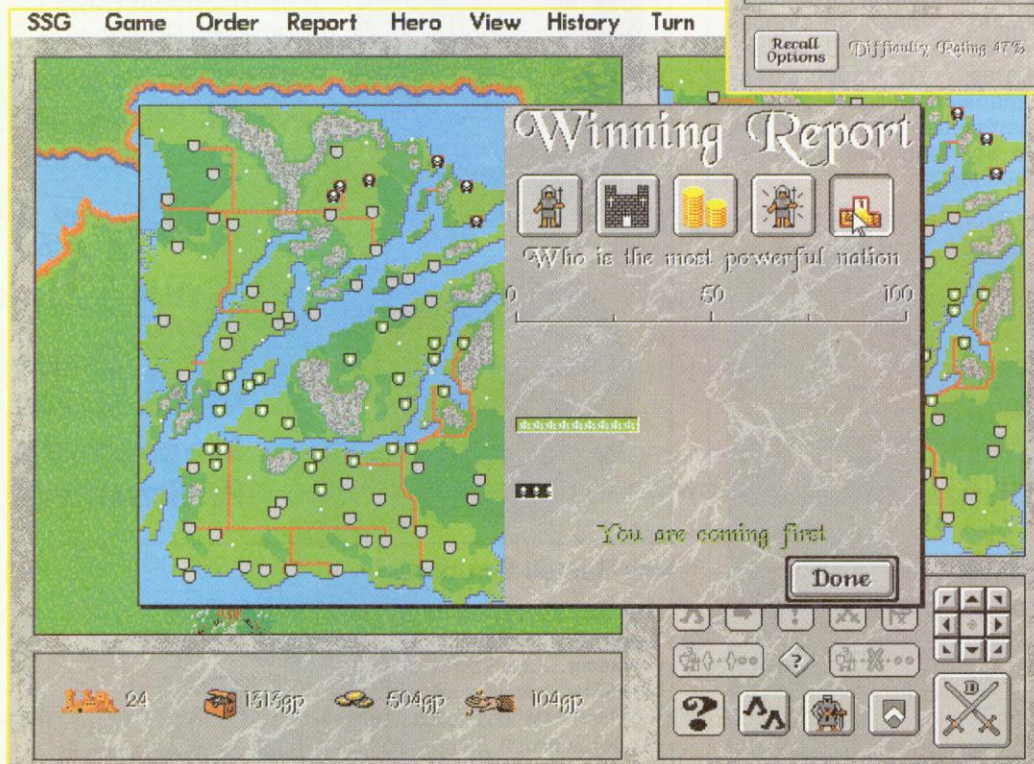 SSG Game Order Report Hero View History Turn
Recall
Options
Difficulty Rating 47%
Winning Report
Who is the most powerful nation
0 50 100
You are coming first
Done
24 1313gp 504gp 104gp
? 
D
?